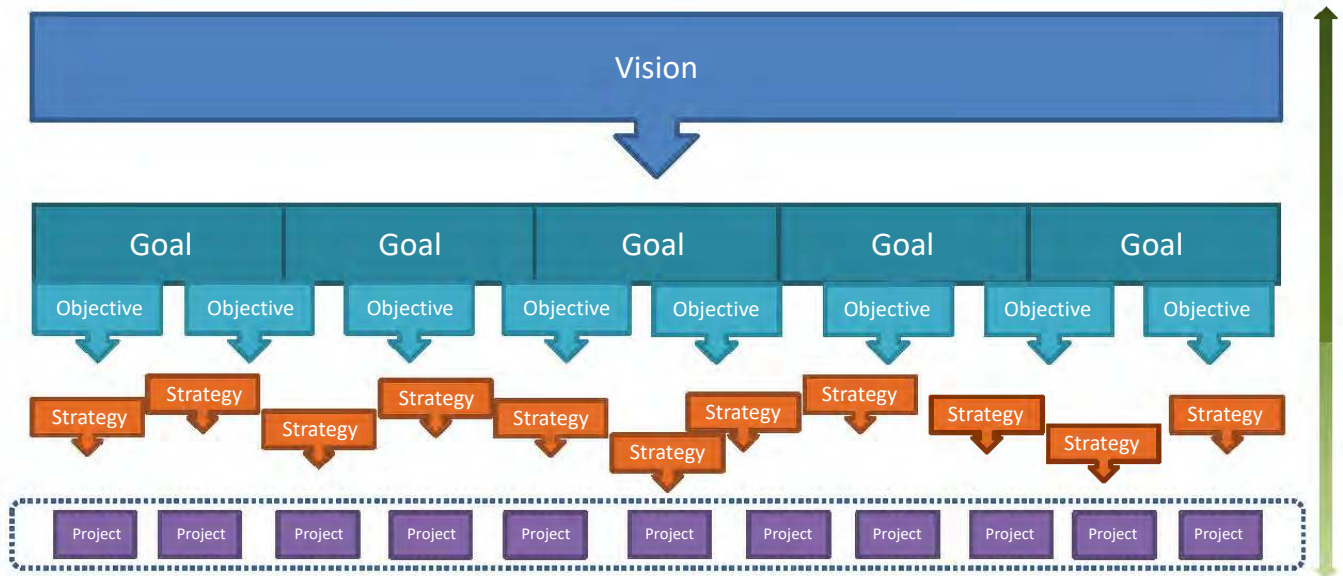 Vision
Goal Goal Goal Goal Goal
Objective Objective Objective Objective Objective Objective Objective Objective
Strategy Strategy Strategy Strategy Strategy Strategy Strategy Strategy Strategy Strategy Strategy
Project Project Project Project Project Project Project Project Project Project Project